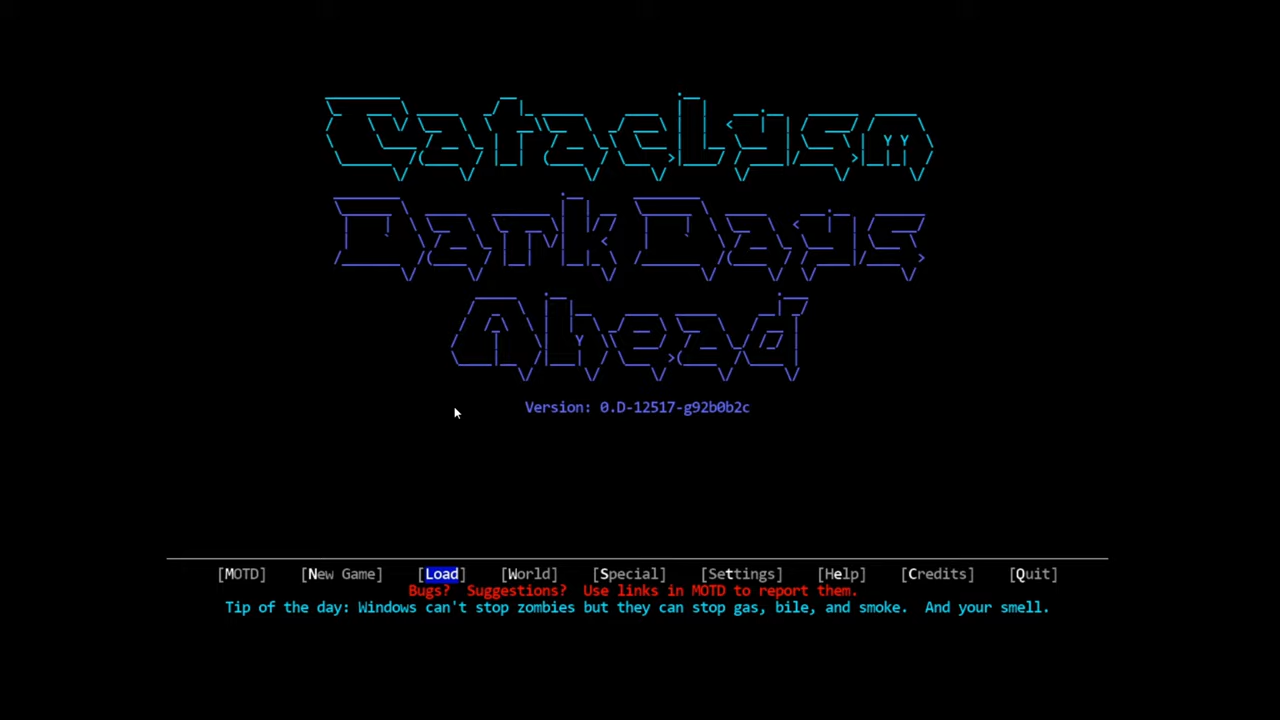 Cataclysm
Dark Days
Ahead
Version: 0.D-12517-g92b0b2c
[MOTD] [New Game] [Load] [World] [Special] [Settings] [Help] [Credits] [Quit]
Bugs? Suggestions? Use links in MOTD to report them.
Tip of the day: Windows can't stop zombies but they can stop gas, bile, and smoke. And your smell.